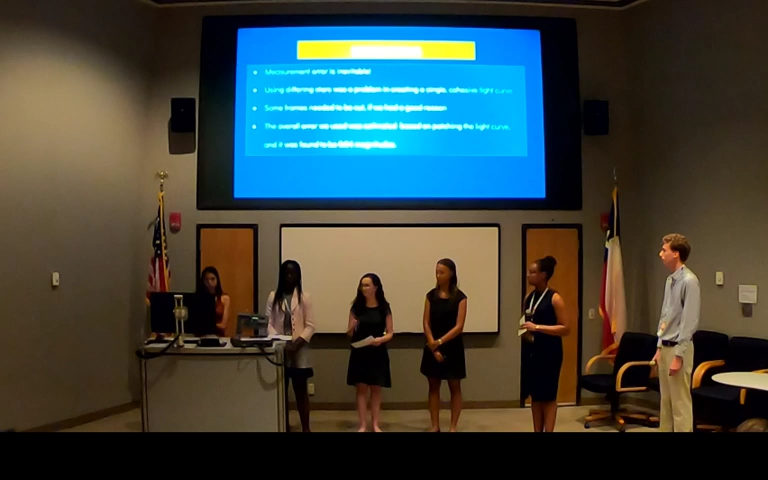 Measurement error is inevitable!
Using differing stars was a problem in creating a single, cohesive light curve
Some frames needed to be cut, if we had a good reason
The overall error we used was estimated based on patching the light curve,
and it was found to be magnitudes.